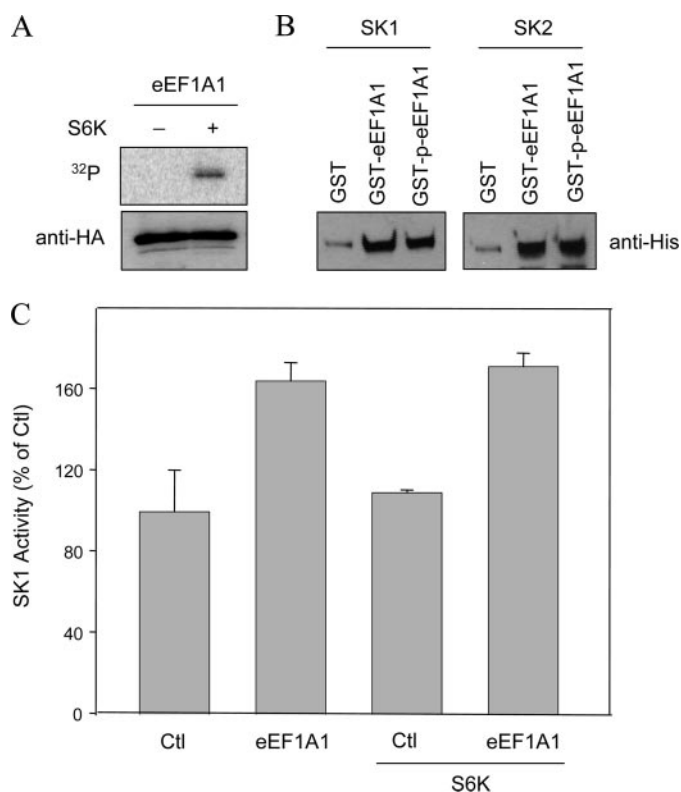 A
eEF1A1
S6K – +
32P
anti-HA
B
SK1
SK2
GST
GST-eEF1A1
GST-p-eEF1A1
GST
GST-eEF1A1
GST-p-eEF1A1
anti-His
C
SK1 Activity (% of Ctl)
160
120
80
40
0
Ctl eEF1A1 Ctl eEF1A1
S6K